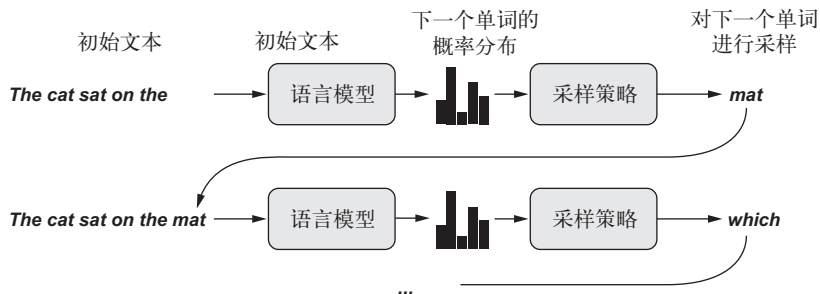 初始文本
初始文本
下一个单词的
概率分布
对下一个单词
进行采样
The cat sat on the
语言模型
采样策略
mat
The cat sat on the mat
语言模型
采样策略
which
...